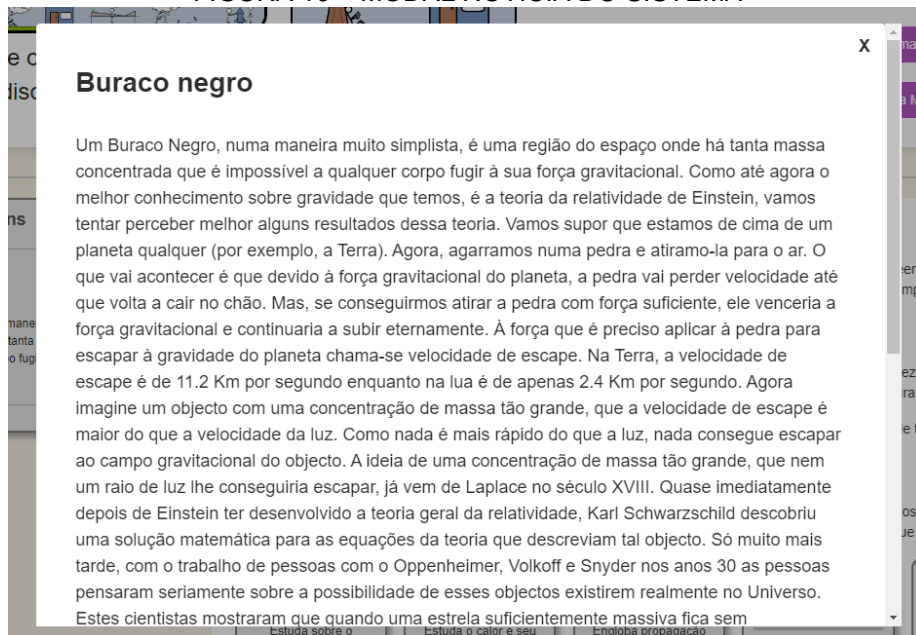 X
Buraco negro
Um Buraco Negro, numa maneira muito simplista, é uma região do espaço onde há tanta massa
concentrada que é impossível a qualquer corpo fugir à sua força gravitacional. Como até agora o
melhor conhecimento sobre gravidade que temos, é a teoria da relatividade de Einstein, vamos
tentar perceber melhor alguns resultados dessa teoria. Vamos supor que estamos de cima de um
planeta qualquer (por exemplo, a Terra). Agora, agarramos numa pedra e atiramo-la para o ar. O
que vai acontecer é que devido à força gravitacional do planeta, a pedra vai perder velocidade até
que volta a cair no chão. Mas, se conseguirmos atirar a pedra com força suficiente, ele venceria a
força gravitacional e continuaria a subir eternamente. À força que é preciso aplicar à pedra para
escapar à gravidade do planeta chama-se velocidade de escape. Na Terra, a velocidade de
escape é de 11.2 Km por segundo enquanto na lua é de apenas 2.4 Km por segundo. Agora
imagine um objecto com uma concentração de massa tão grande, que a velocidade de escape é
maior do que a velocidade da luz. Como nada é mais rápido do que a luz, nada consegue escapar
ao campo gravitacional do objecto. A ideia de uma concentração de massa tão grande, que nem
um raio de luz lhe conseguiria escapar, já vem de Laplace no século XVIII. Quase imediatamente
depois de Einstein ter desenvolvido a teoria geral da relatividade, Karl Schwarzschild descobriu
uma solução matemática para as equações da teoria que descreviam tal objecto. Só muito mais
tarde, com o trabalho de pessoas com o Oppenheimer, Volkoff e Snyder nos anos 30 as pessoas
pensaram seriamente sobre a possibilidade de esses objectos existirem realmente no Universo.
Estes cientistas mostraram que quando uma estrela suficientemente massiva fica sem
Estuda sobre o
Estuda o calor e seu
Engloba propagação